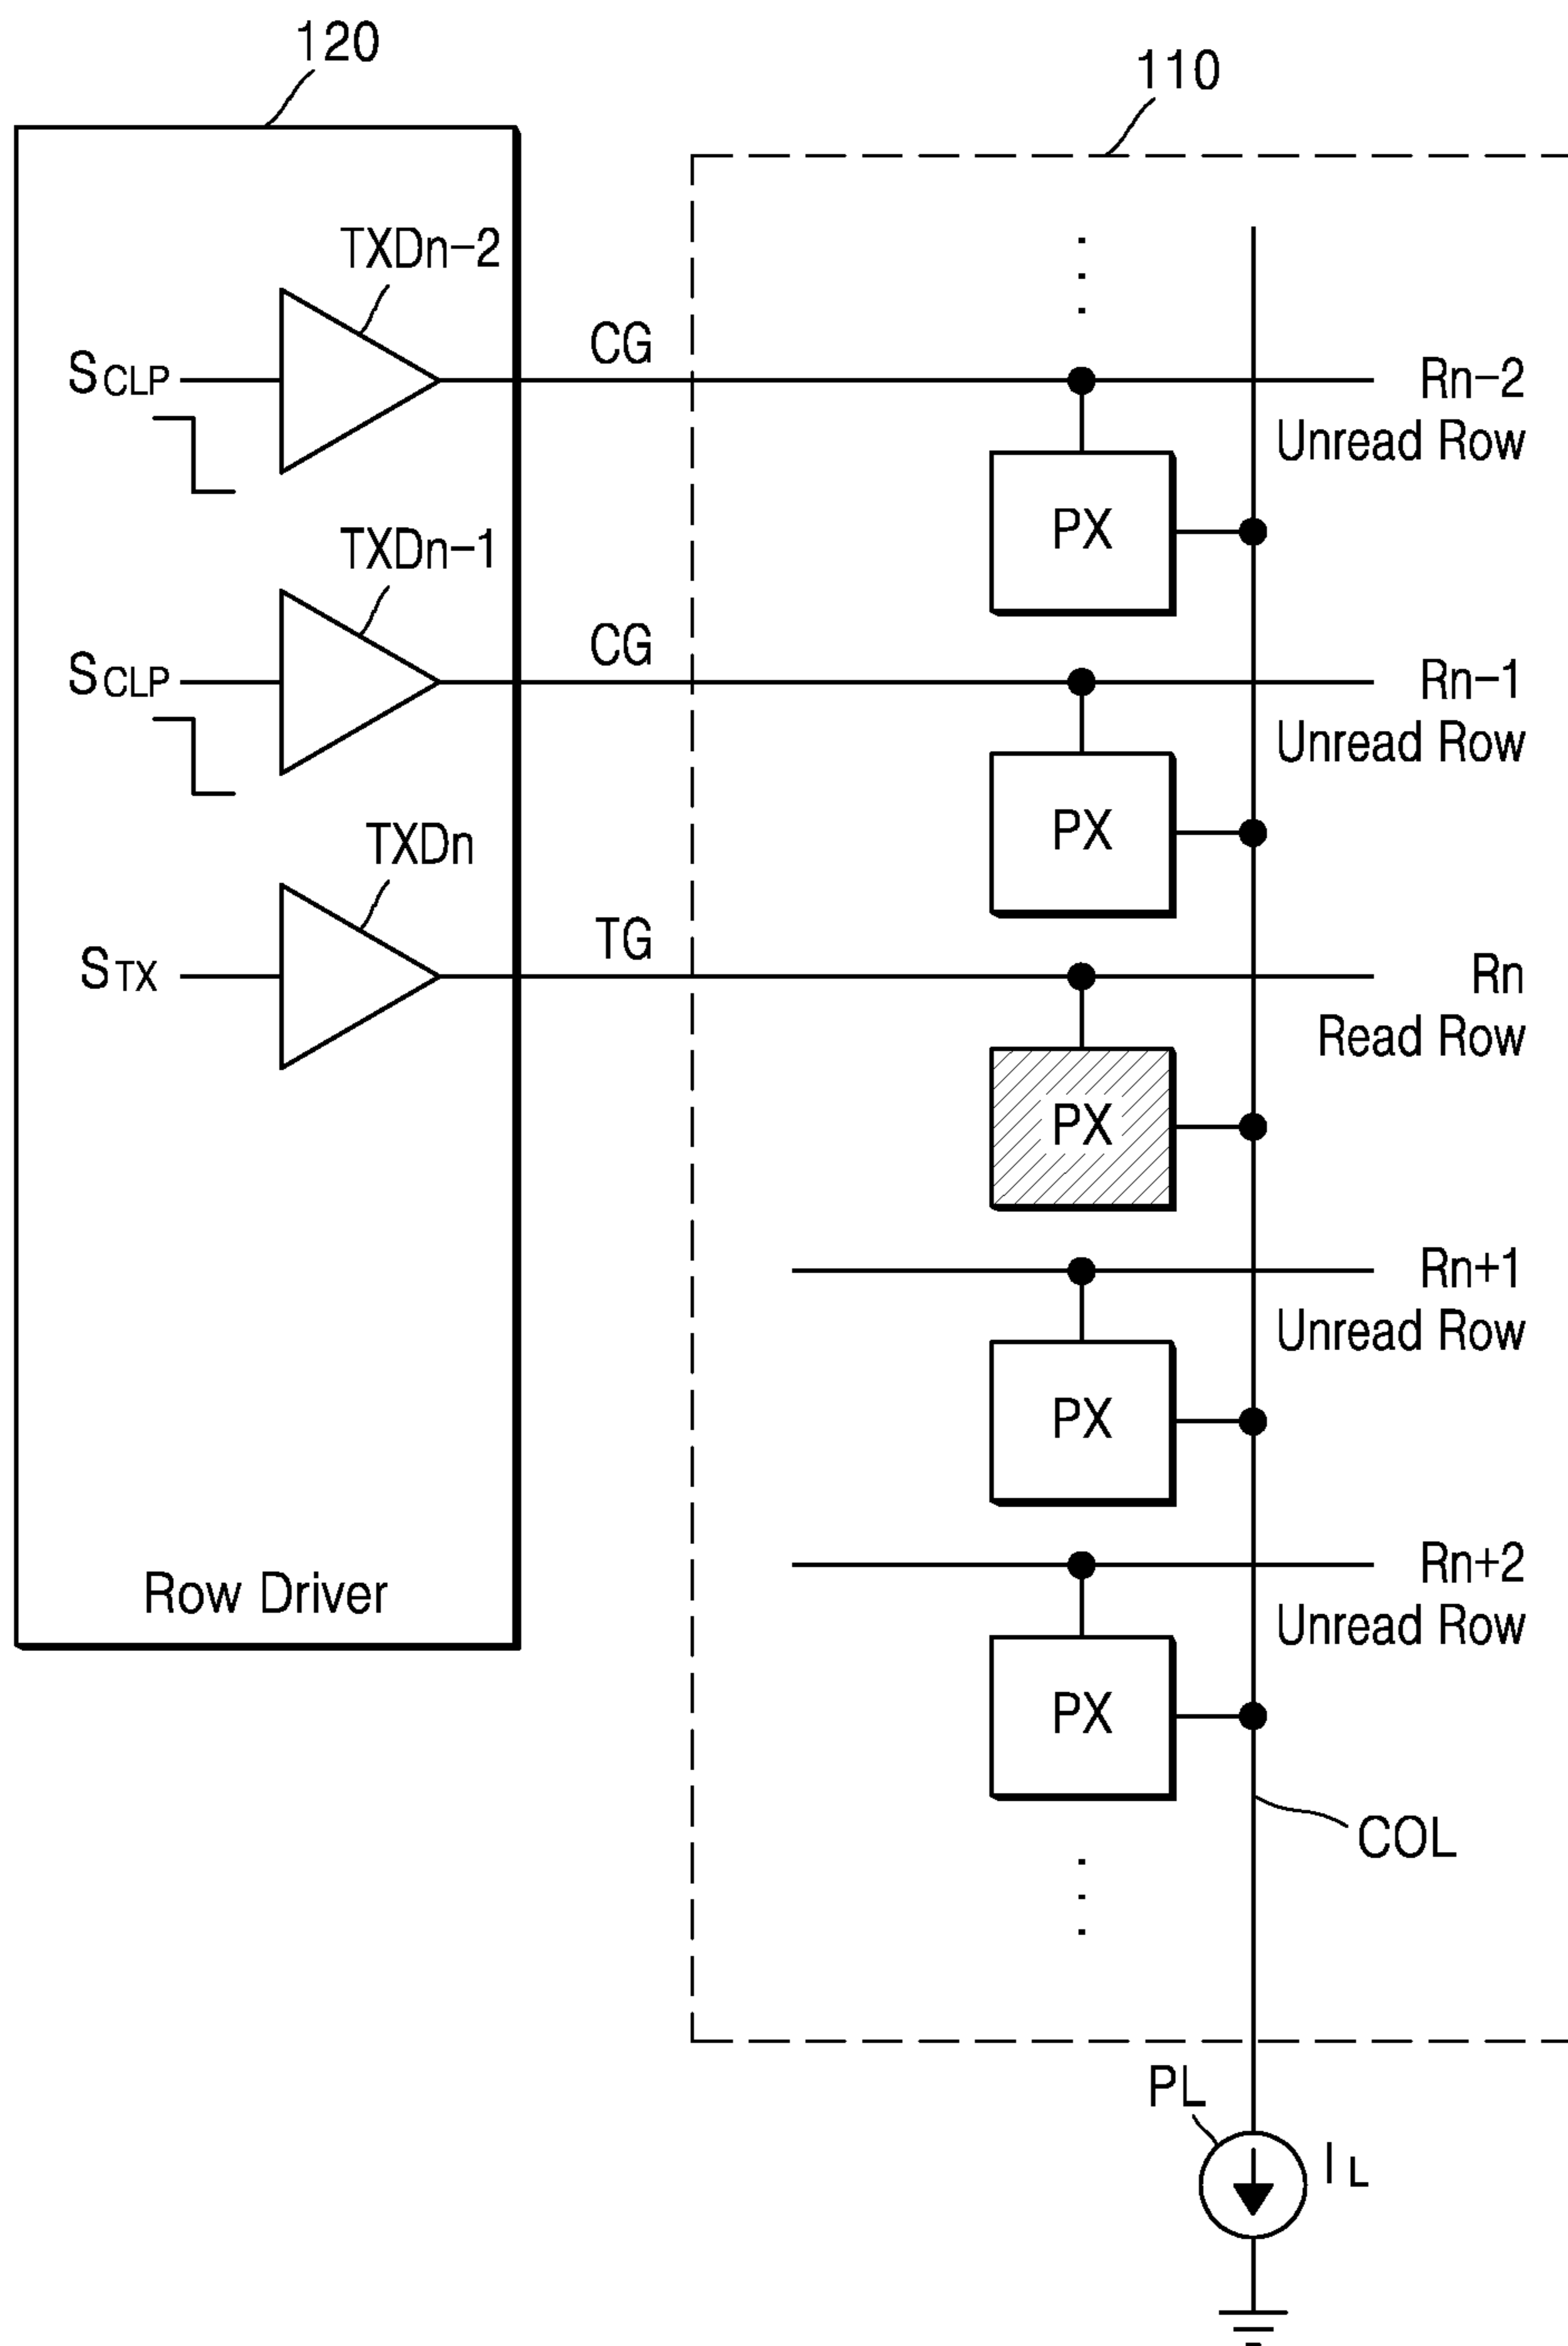 120
110
TXDn-2
SCLP
CG
Rn-2
Unread Row
PX
TXDn-1
SCLP
CG
Rn-1
Unread Row
PX
TXDn
STX
TG
Rn
Read Row
PX
Rn+1
Unread Row
PX
Rn+2
Unread Row
Row Driver
PX
COL
PL
IL